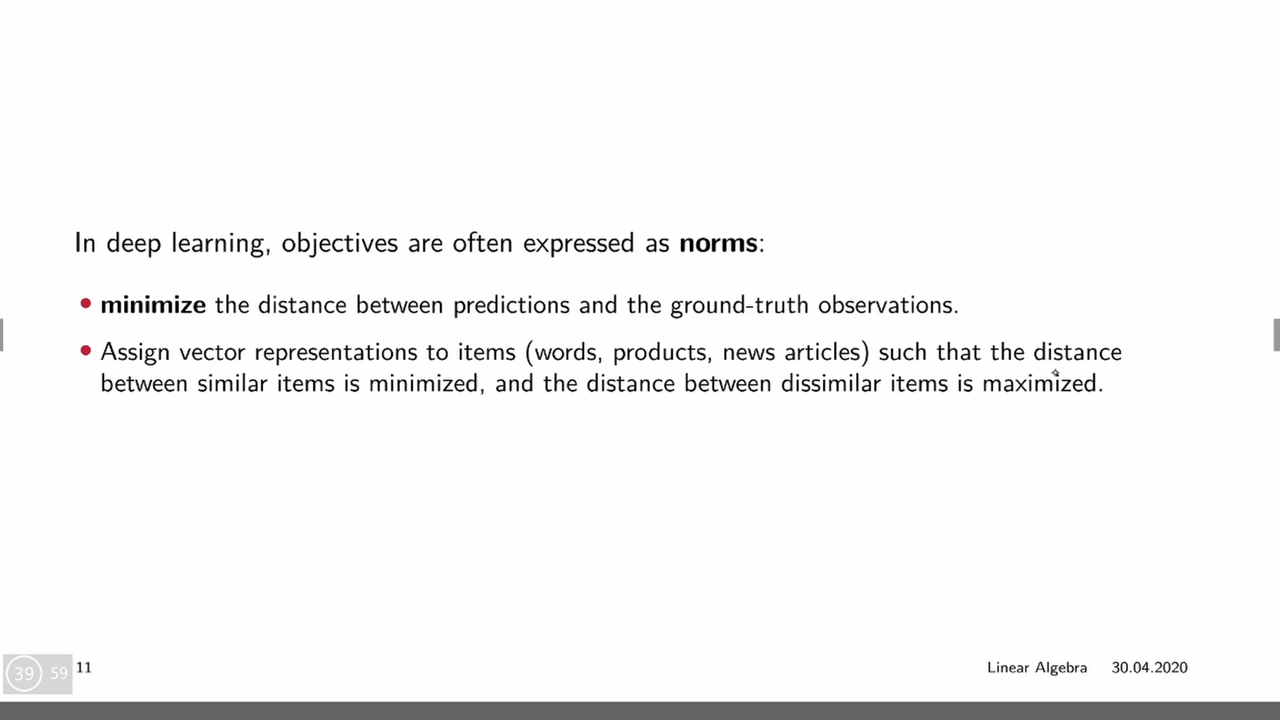 In deep learning, objectives are often expressed as norms:
• minimize the distance between predictions and the ground-truth observations.
• Assign vector representations to items (words, products, news articles) such that the distance
between similar items is minimized, and the distance between dissimilar items is maximized.
39 59 11
Linear Algebra 30.04.2020